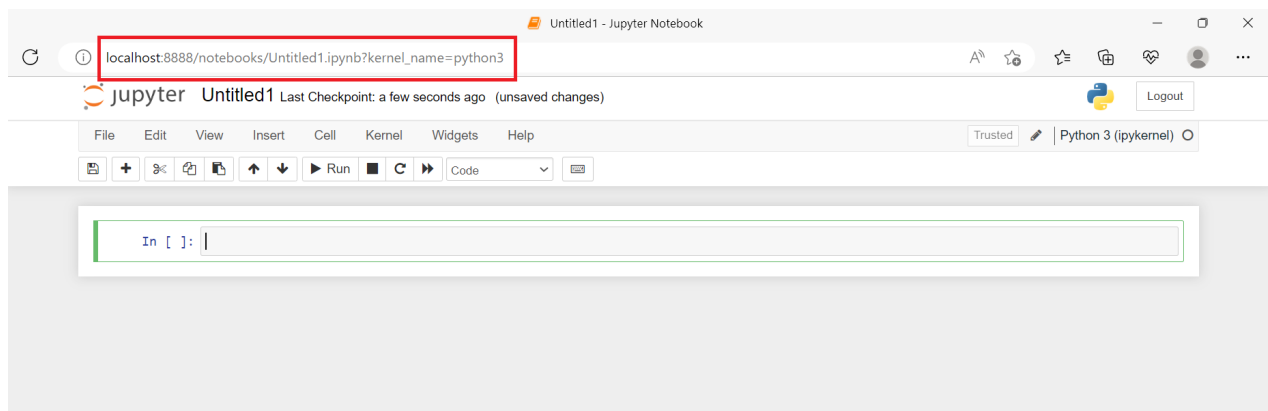 Untitled1 - Jupyter Notebook
localhost:8888/notebooks/Untitled1.ipynb?kernel_name=python3
jupyter Untitled1 Last Checkpoint: a few seconds ago (unsaved changes) Logout
File Edit View Insert Cell Kernel Widgets Help Trusted Python 3 (ipykernel)
Run Code
In [ ]: